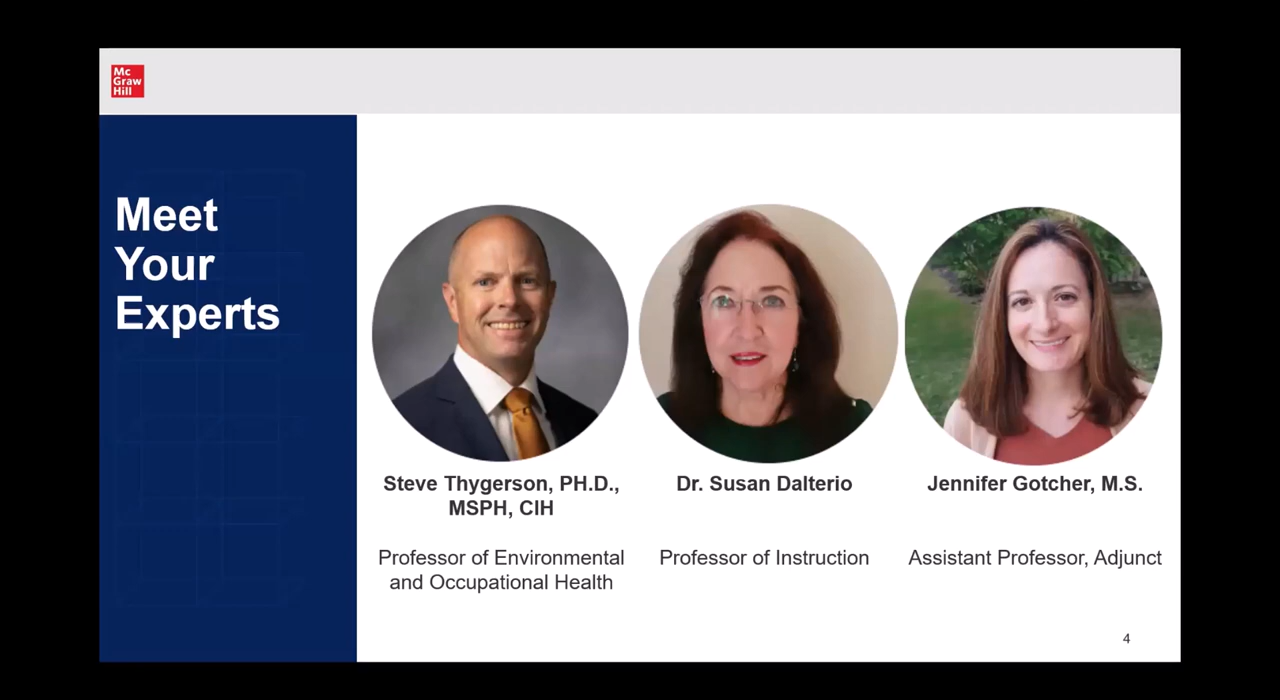 Mc
Graw
Hill
Meet
Your
Experts
Steve Thygerson, PH.D.,
MSPH, CIH
Professor of Environmental
and Occupational Health
Dr. Susan Dalterio
Professor of Instruction
Jennifer Gotcher, M.S.
Assistant Professor, Adjunct
4